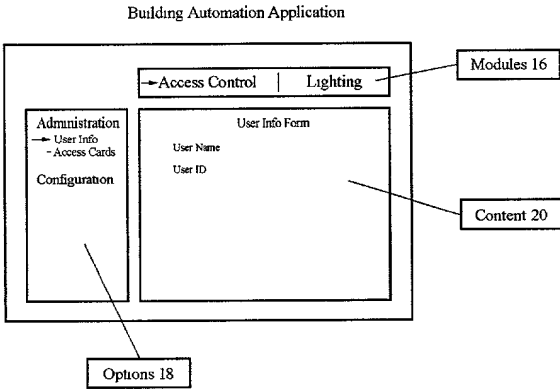 Building Automation Application
Modules 16
→Access Control | Lighting
Administration
→ User Info
- Access Cards
Configuration
User Info Form
User Name
User ID
Content 20
Options 18